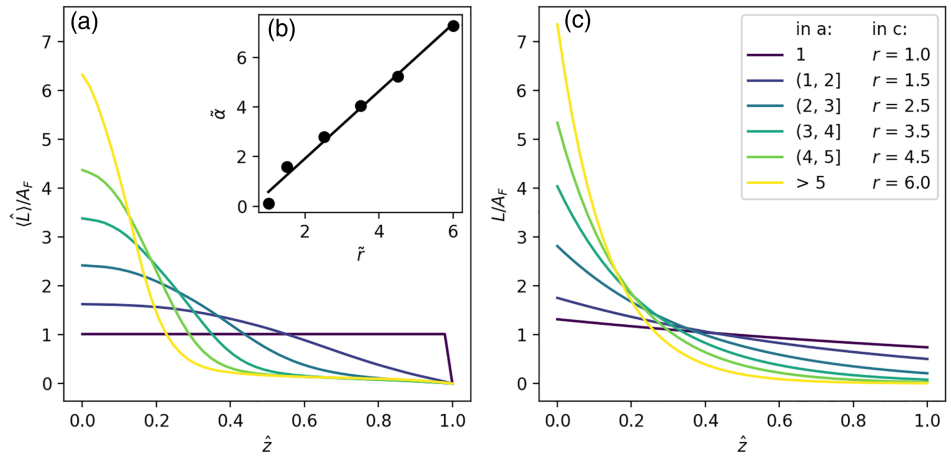 (a)
7
6
5
4
3
2
1
0
⟨L̂⟩/A_F
0.0 0.2 0.4 0.6 0.8 1.0
ẑ
(b)
6
4
2
0
α̃
2 4 6
r̃
(c)
7
6
5
4
3
2
1
0
L/A_F
0.0 0.2 0.4 0.6 0.8 1.0
ẑ
in a: in c:
1 r = 1.0
(1, 2] r = 1.5
(2, 3] r = 2.5
(3, 4] r = 3.5
(4, 5] r = 4.5
> 5 r = 6.0